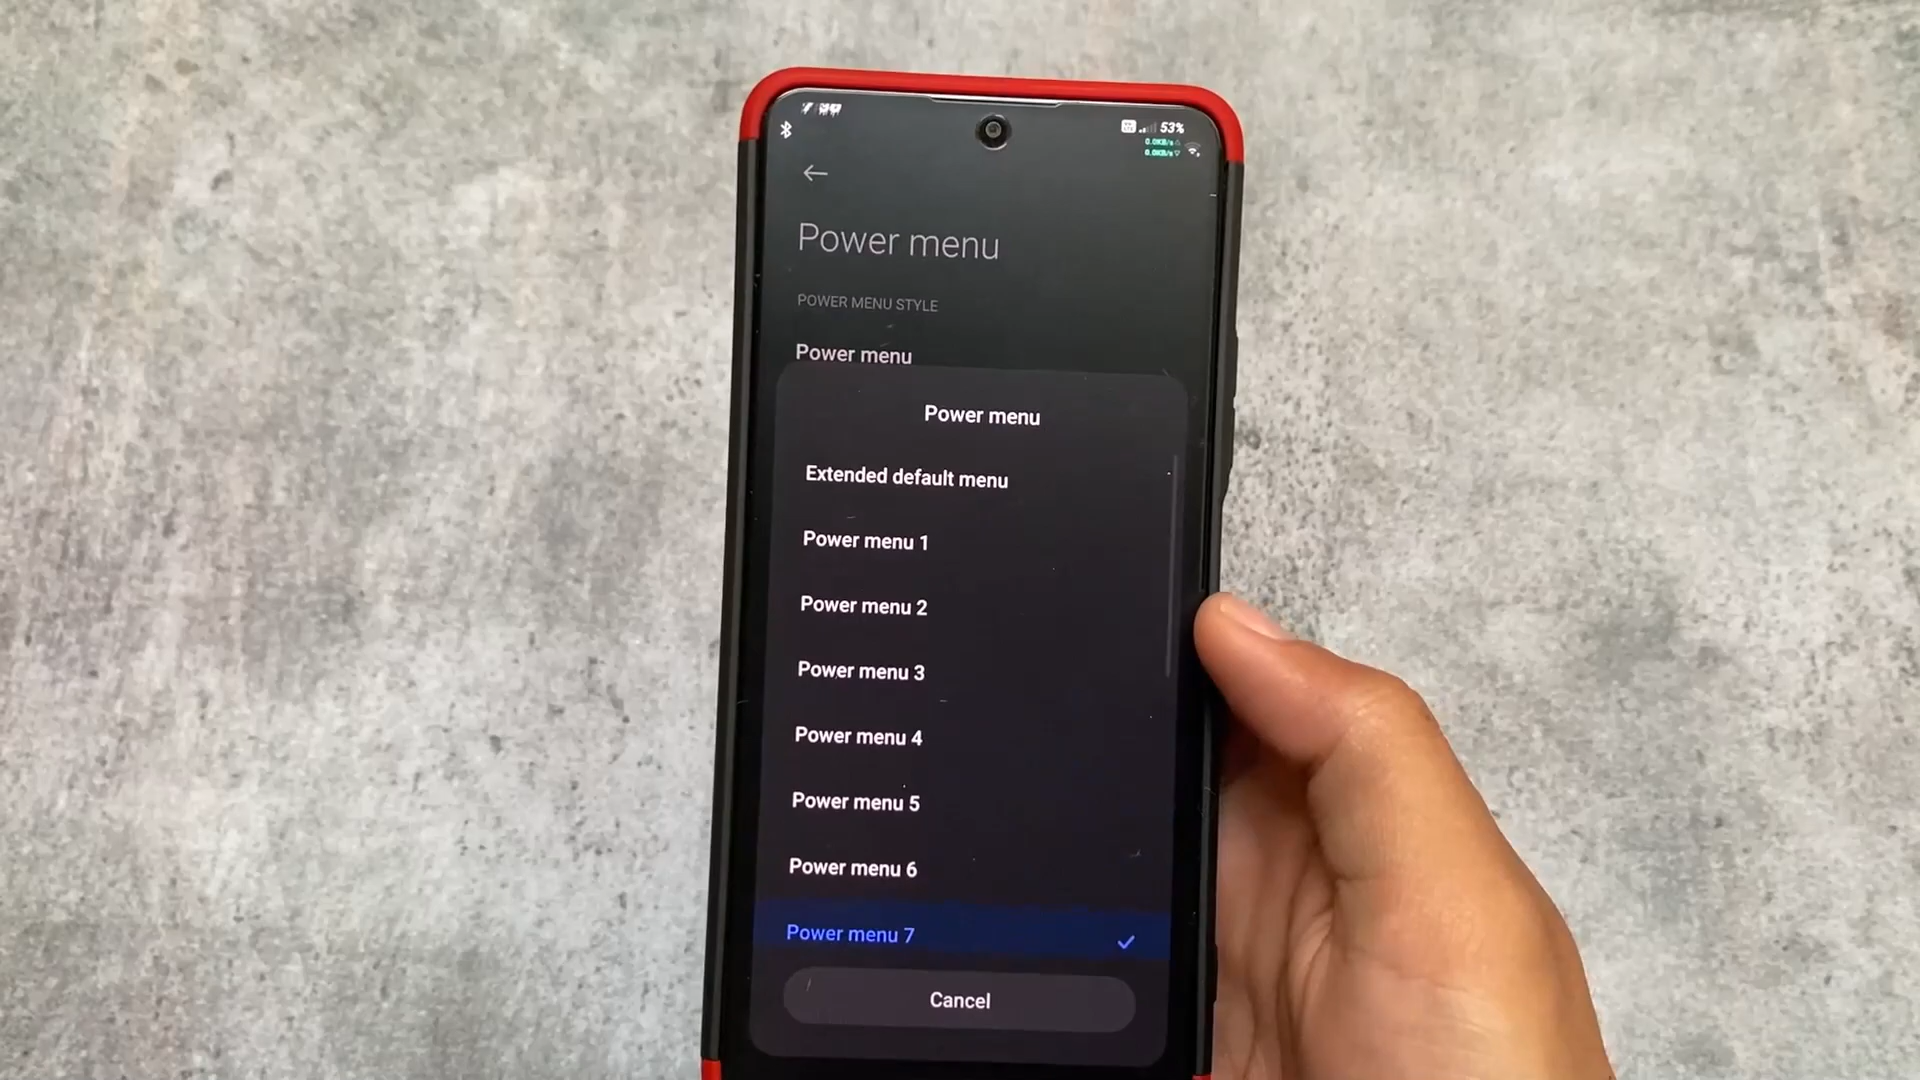 53%
0.0KB/s
0.0KB/s
Power menu
POWER MENU STYLE
Power menu
Power menu
Extended default menu
Power menu 1
Power menu 2
Power menu 3
Power menu 4
Power menu 5
Power menu 6
Power menu 7
Cancel